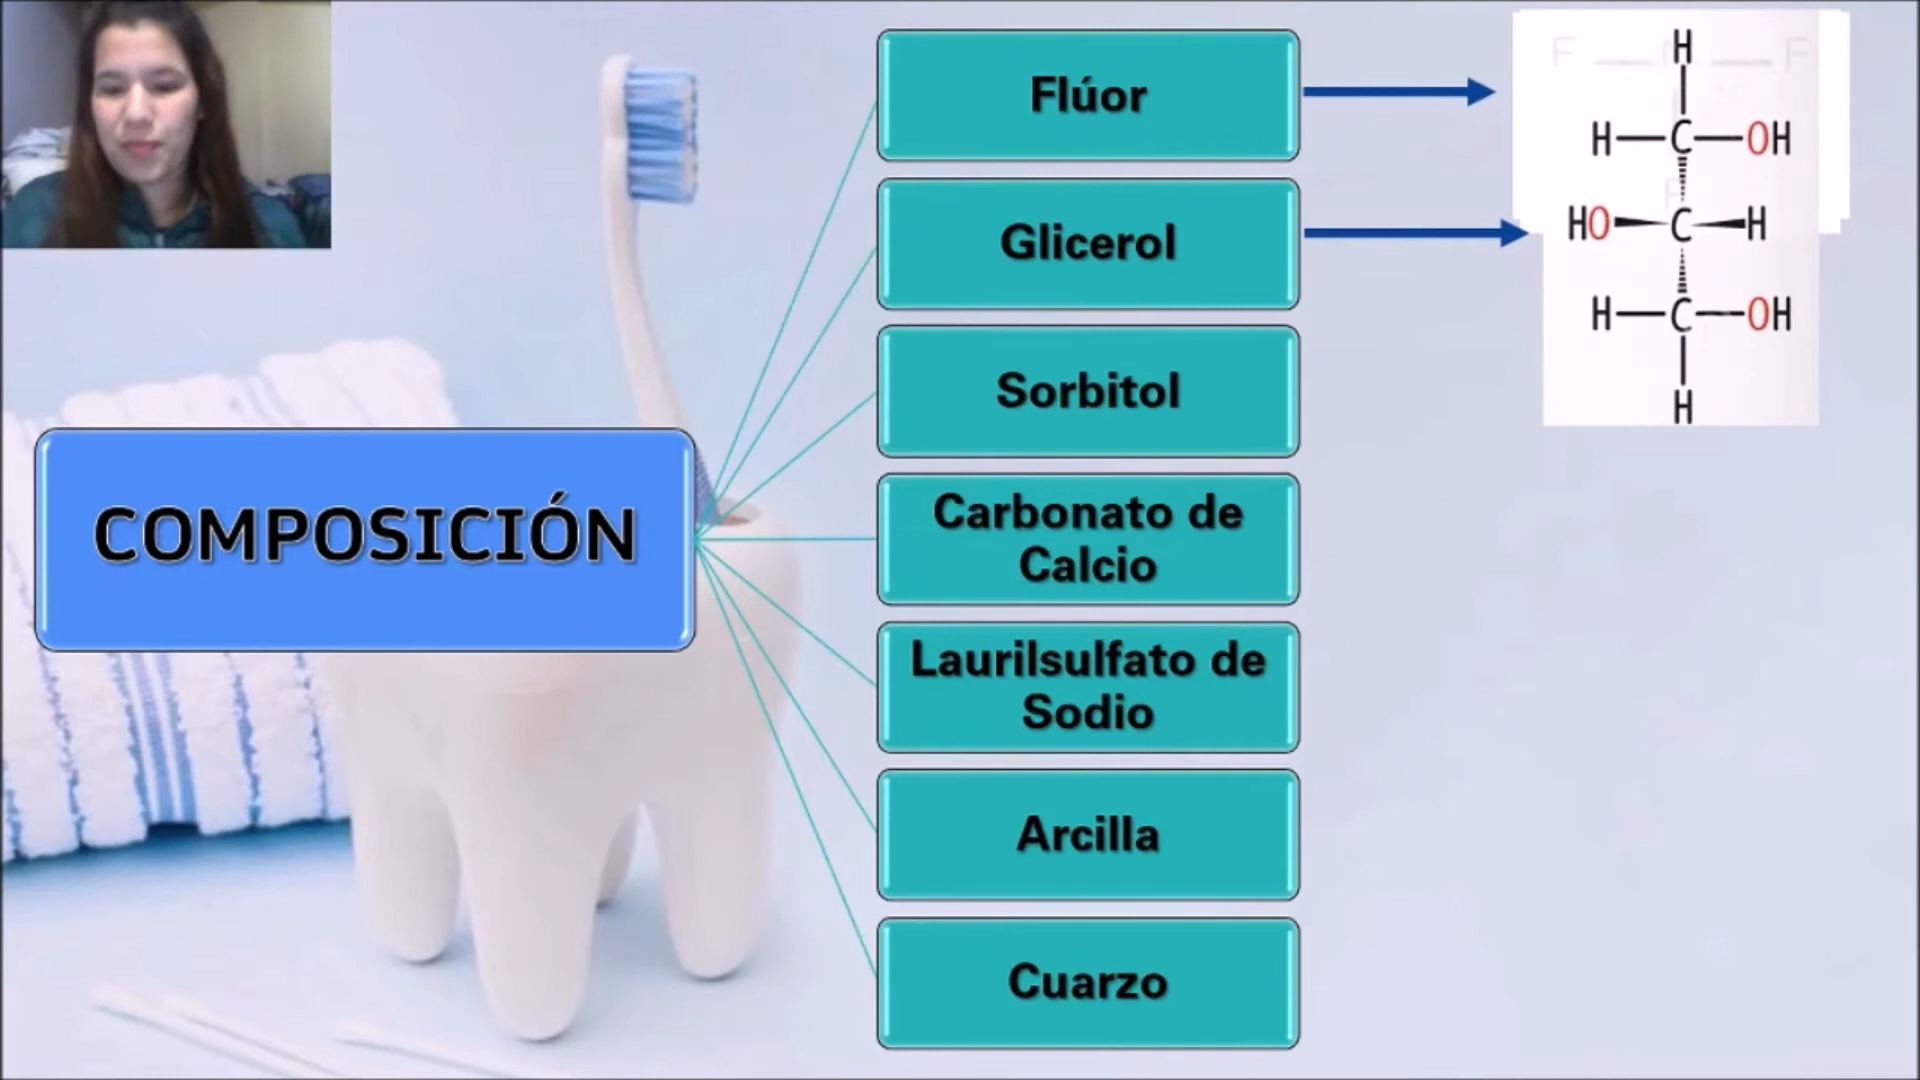 COMPOSICIÓN
Flúor
Glicerol
Sorbitol
Carbonato de
Calcio
Laurilsulfato de
Sodio
Arcilla
Cuarzo
F F
H
H C OH
HO C H
H C OH
H